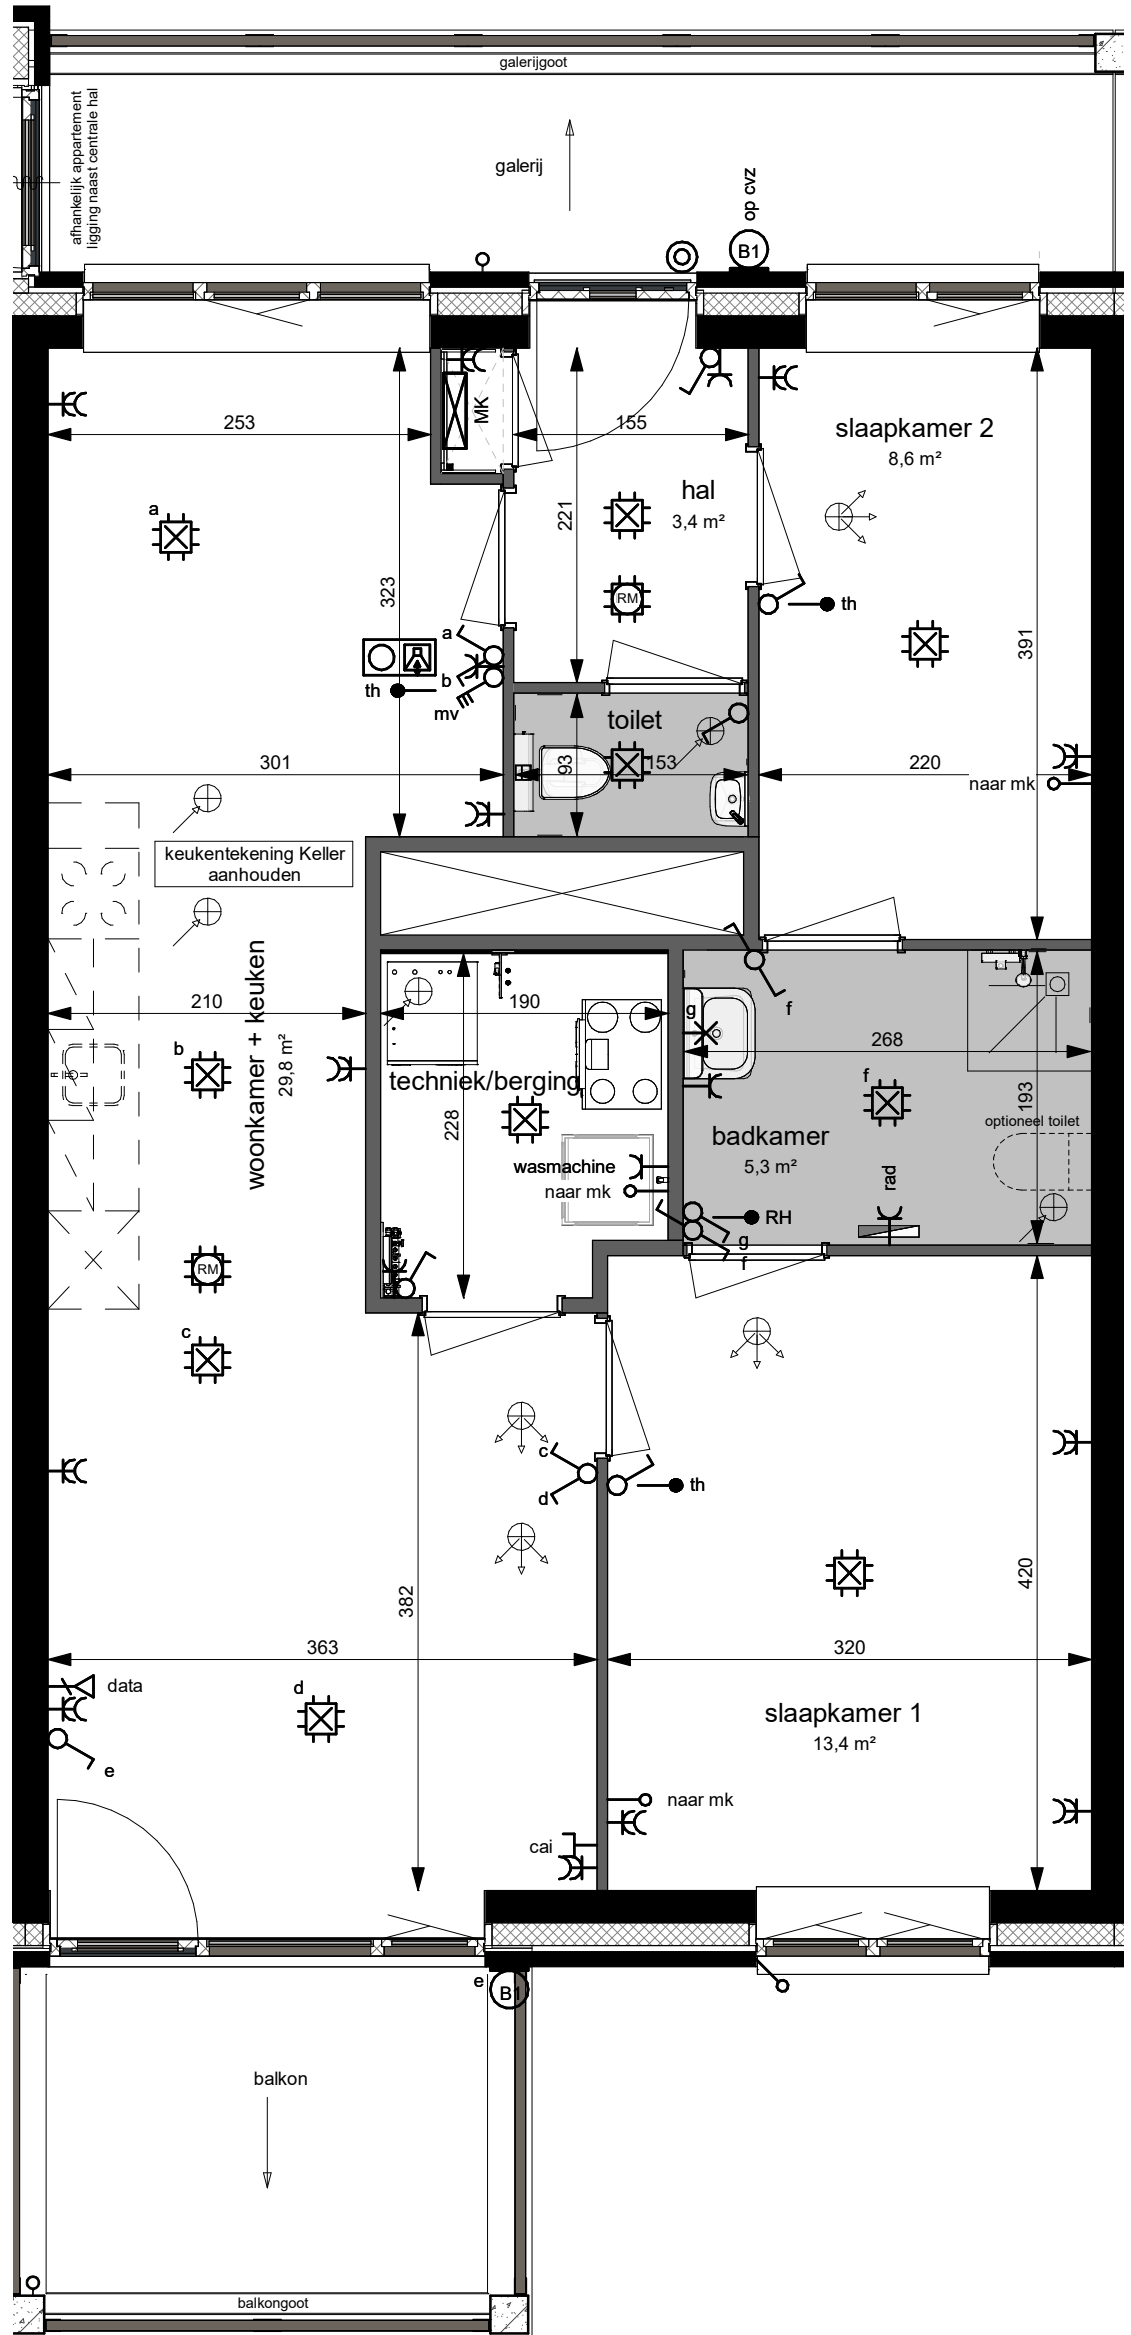 galerijgoot
afhankelijk appartement
ligging naast centrale hal
galerij
op cvz
B1
MK
253
155
slaapkamer 2
8,6 m²
hal
3,4 m²
a
221
323
RM
th
a
b
th
mv
391
toilet
93
153
301
220
naar mk
keukentekening Keller
aanhouden
woonkamer + keuken
29,8 m²
210
190
g
f
268
b
techniek/berging
228
f
193
optioneel toilet
badkamer
5,3 m²
wasmachine
naar mk
rad
RH
g
f
RM
c
c
d
th
382
420
363
320
data
d
slaapkamer 1
13,4 m²
e
naar mk
cai
e
B1
balkon
balkongoot